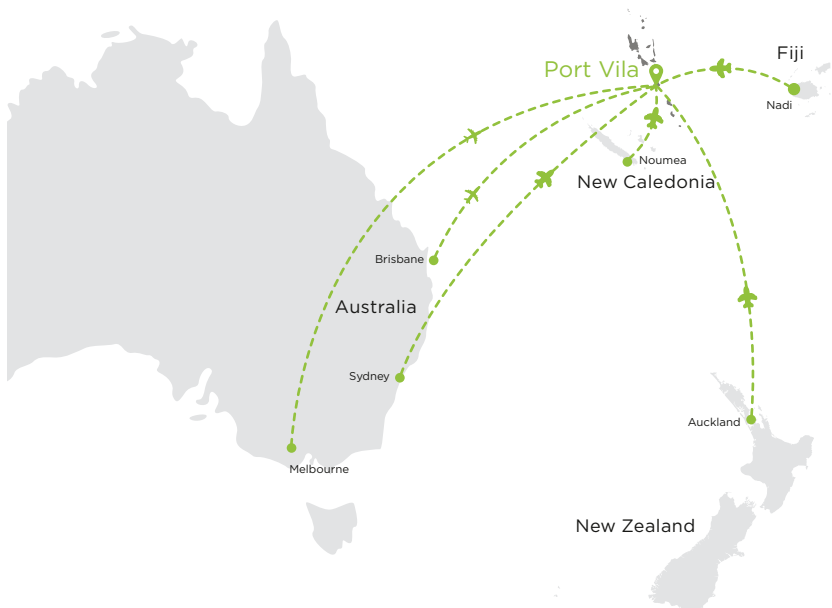 Fiji
Port Vila
Nadi
Noumea
New Caledonia
Brisbane
Australia
Sydney
Auckland
Melbourne
New Zealand